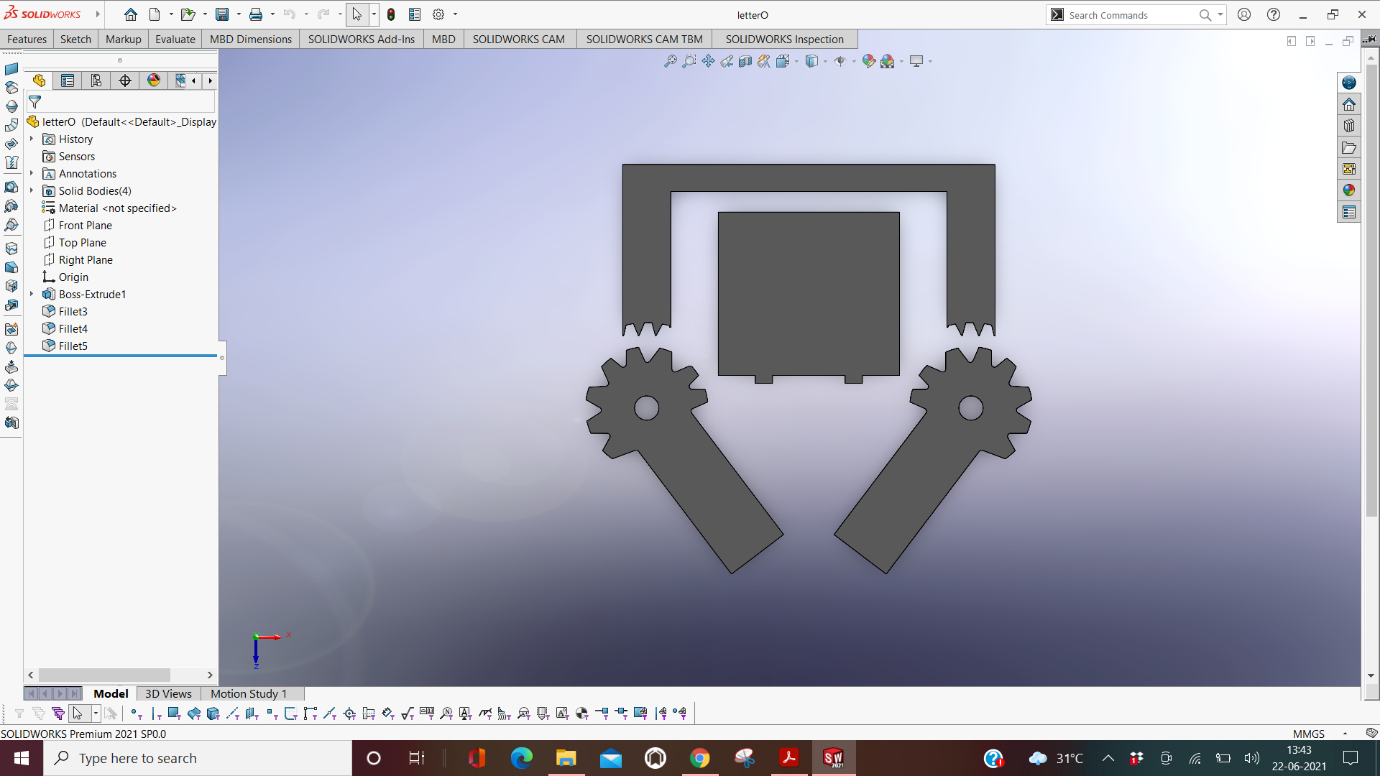 SOLIDWORKS
letterO
Search Commands
Features Sketch Markup Evaluate MBD Dimensions SOLIDWORKS Add-Ins MBD SOLIDWORKS CAM SOLIDWORKS CAM TBM SOLIDWORKS Inspection
letterO (Default<<Default>_Display
History
Sensors
Annotations
Solid Bodies(4)
Material <not specified>
Front Plane
Top Plane
Right Plane
Origin
Boss-Extrude1
Fillet3
Fillet4
Fillet5
X
Z
Model 3D Views Motion Study 1
SOLIDWORKS Premium 2021 SP0.0
MMGS
Type here to search
31°C
13:43
22-06-2021